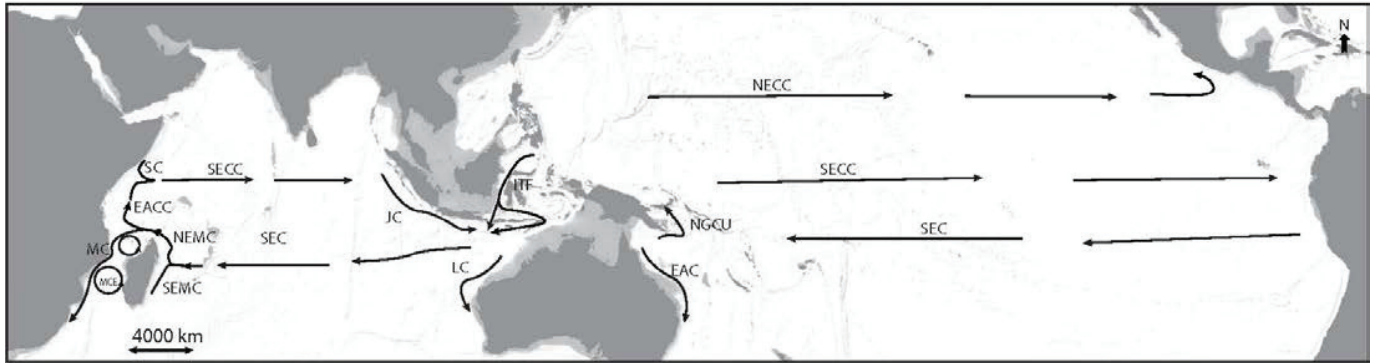 N
NECC
SC
SECC
SECC
ITF
EACC
JC
NGCU
NEMC
SEC
SEC
MC
LC
EAC
MCE
SEMC
4000 km